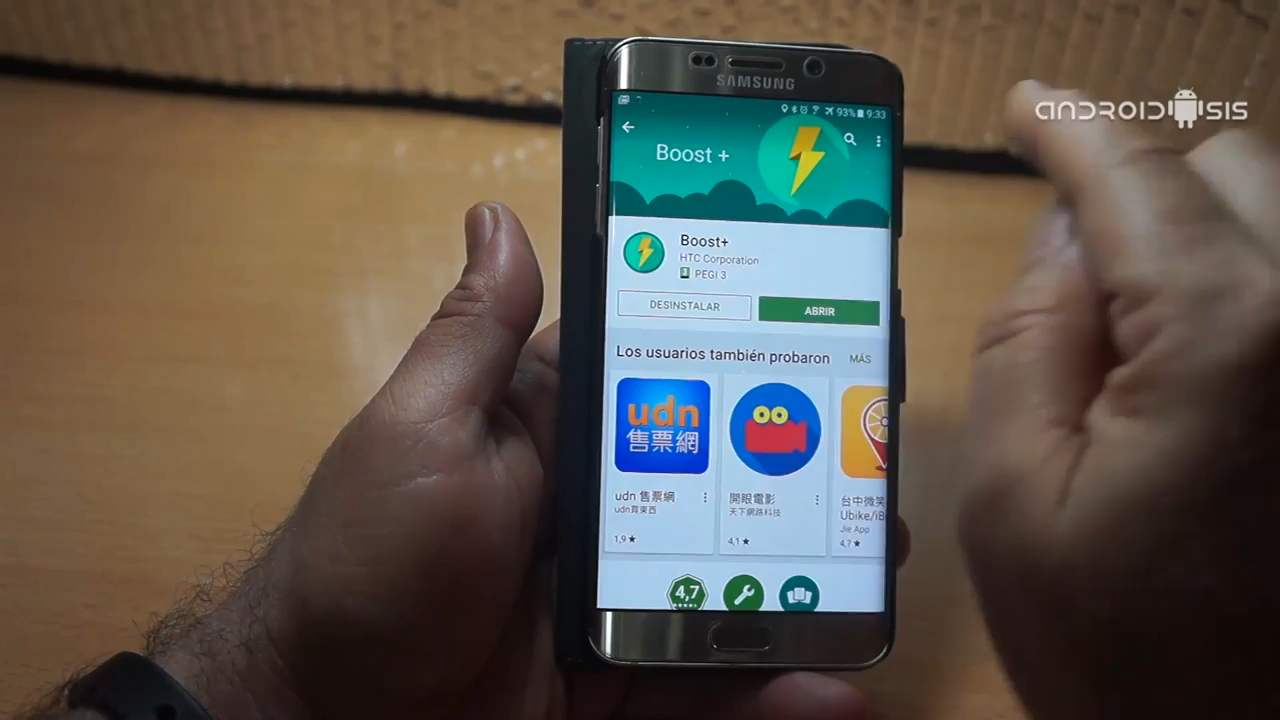 SAMSUNG
ANDROIDSIS
93% 9:33
Boost +
Boost+
HTC Corporation
3 PEGI 3
DESINSTALAR
ABRIR
Los usuarios también probaron
MÁS
udn
售票網
udn 售票網
udn買東西
1,9★
開眼電影
天下網路科技
4,1★
台中微笑
Ubike/iB
Jie App
4,7★
4,7